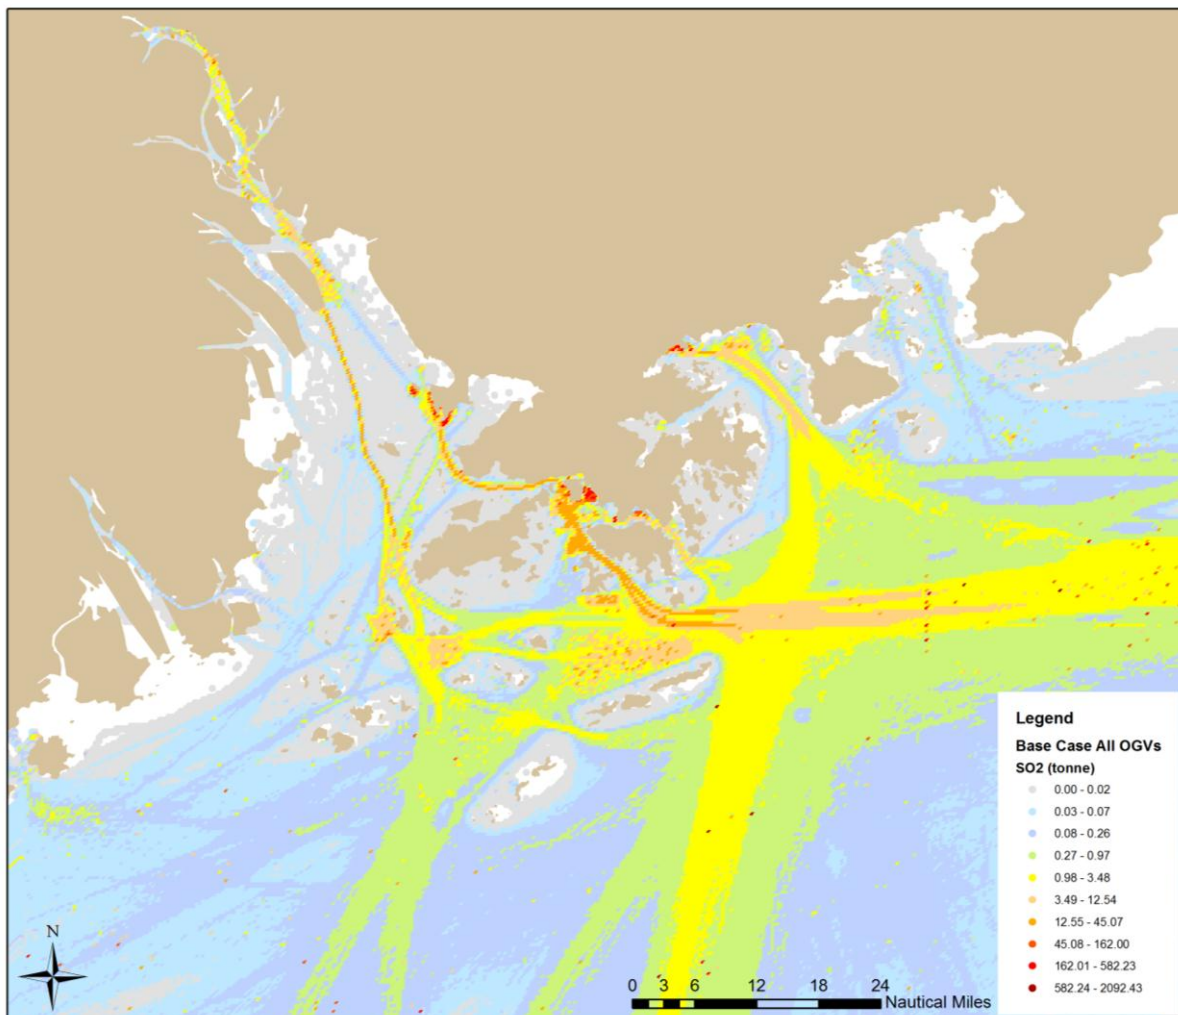 Legend
Base Case All OGVs
SO2 (tonne)
0.00 - 0.02
0.03 - 0.07
0.08 - 0.26
0.27 - 0.97
0.98 - 3.48
3.49 - 12.54
12.55 - 45.07
45.08 - 162.00
162.01 - 582.23
582.24 - 2092.43
N
0 3 6 12 18 24
Nautical Miles